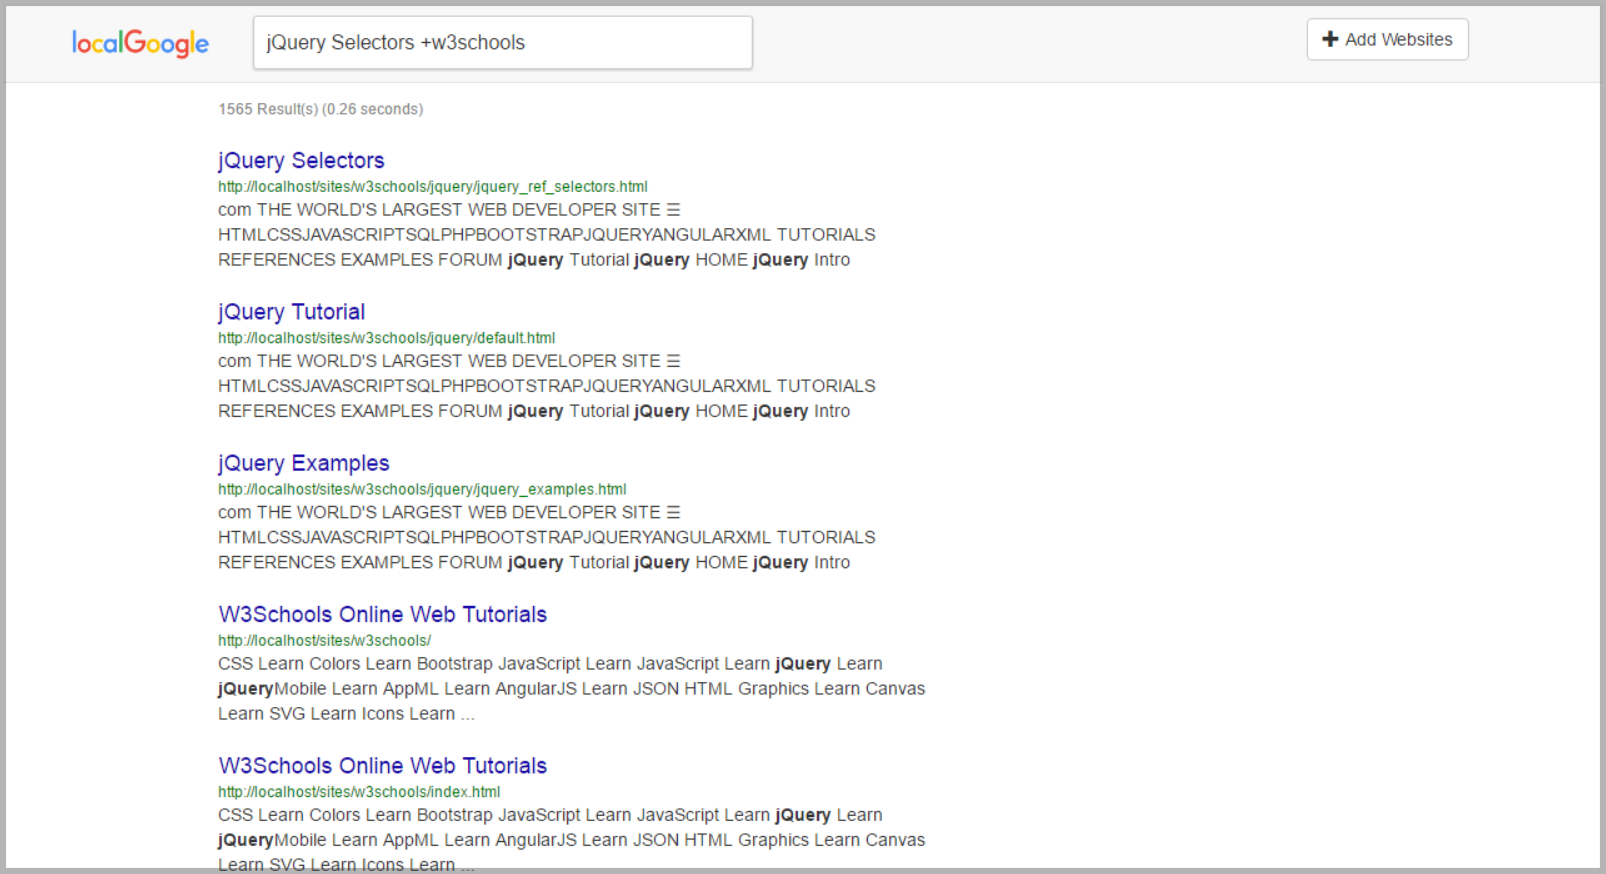 localGoogle
jQuery Selectors +w3schools
Add Websites
1565 Result(s) (0.26 seconds)
jQuery Selectors
http://localhost/sites/w3schools/jquery/jquery_ref_selectors.html
com THE WORLD'S LARGEST WEB DEVELOPER SITE ☰
HTMLCSSJAVASCRIPTSQLPHPBOOTSTRAPJQUERYANGULARXML TUTORIALS
REFERENCES EXAMPLES FORUM jQuery Tutorial jQuery HOME jQuery Intro
jQuery Tutorial
http://localhost/sites/w3schools/jquery/default.html
com THE WORLD'S LARGEST WEB DEVELOPER SITE ☰
HTMLCSSJAVASCRIPTSQLPHPBOOTSTRAPJQUERYANGULARXML TUTORIALS
REFERENCES EXAMPLES FORUM jQuery Tutorial jQuery HOME jQuery Intro
jQuery Examples
http://localhost/sites/w3schools/jquery/jquery_examples.html
com THE WORLD'S LARGEST WEB DEVELOPER SITE ☰
HTMLCSSJAVASCRIPTSQLPHPBOOTSTRAPJQUERYANGULARXML TUTORIALS
REFERENCES EXAMPLES FORUM jQuery Tutorial jQuery HOME jQuery Intro
W3Schools Online Web Tutorials
http://localhost/sites/w3schools/
CSS Learn Colors Learn Bootstrap JavaScript Learn JavaScript Learn jQuery Learn
jQueryMobile Learn AppML Learn AngularJS Learn JSON HTML Graphics Learn Canvas
Learn SVG Learn Icons Learn ...
W3Schools Online Web Tutorials
http://localhost/sites/w3schools/index.html
CSS Learn Colors Learn Bootstrap JavaScript Learn JavaScript Learn jQuery Learn
jQueryMobile Learn AppML Learn AngularJS Learn JSON HTML Graphics Learn Canvas
Learn SVG Learn Icons Learn ...